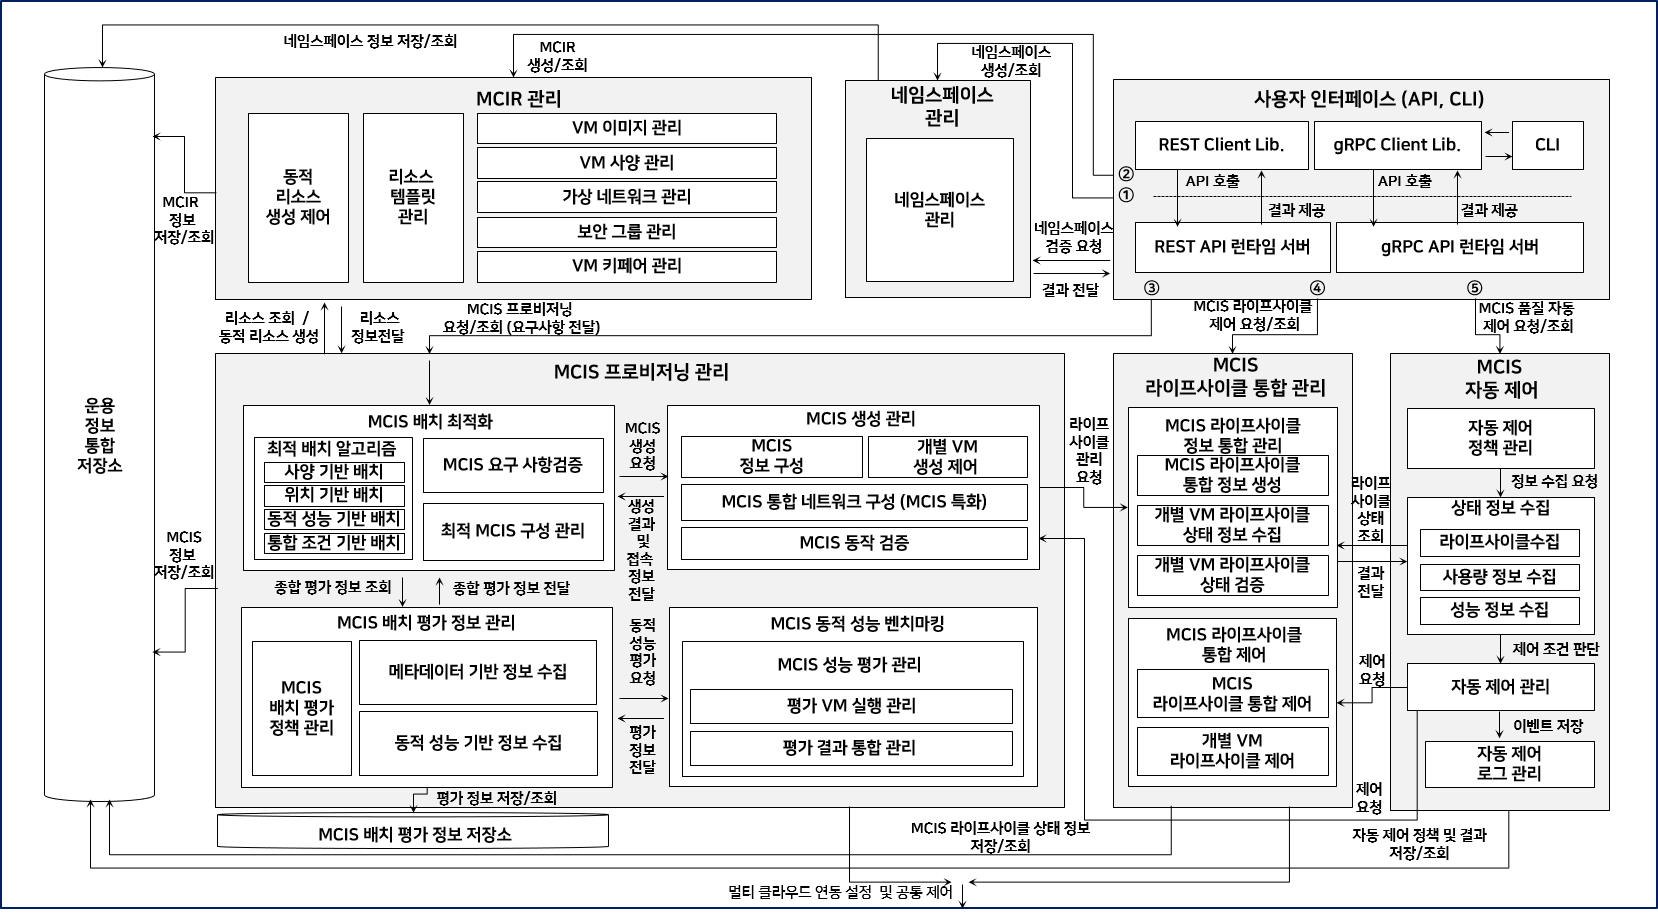 네임스페이스 정보 저장/조회
MCIR
생성/조회
네임스페이스
생성/조회
MCIR 관리
동적
리소스
생성 제어
리소스
템플릿
관리
VM 이미지 관리
VM 사양 관리
가상 네트워크 관리
보안 그룹 관리
VM 키페어 관리
네임스페이스
관리
네임스페이스
관리
사용자 인터페이스 (API, CLI)
REST Client Lib.
gRPC Client Lib.
CLI
②
①
API 호출
API 호출
결과 제공
결과 제공
REST API 런타임 서버
gRPC API 런타임 서버
③
④
⑤
네임스페이스
검증 요청
결과 전달
MCIR
정보
저장/조회
운용
정보
통합
저장소
리소스 조회 /
동적 리소스 생성
리소스
정보전달
MCIS 프로비저닝
요청/조회 (요구사항 전달)
MCIS 라이프사이클
제어 요청/조회
MCIS 품질 자동
제어 요청/조회
MCIS 프로비저닝 관리
MCIS 배치 최적화
최적 배치 알고리즘
사양 기반 배치
위치 기반 배치
동적 성능 기반 배치
통합 조건 기반 배치
MCIS 요구 사항검증
최적 MCIS 구성 관리
MCIS
생성
요청
생성
결과
및
접속
정보
전달
MCIS 생성 관리
MCIS
정보 구성
개별 VM
생성 제어
MCIS 통합 네트워크 구성 (MCIS 특화)
MCIS 동작 검증
MCIS
정보
저장/조회
종합 평가 정보 조회
종합 평가 정보 전달
MCIS 배치 평가 정보 관리
MCIS
배치 평가
정책 관리
메타데이터 기반 정보 수집
동적 성능 기반 정보 수집
동적
성능
평가
요청
평가
정보
전달
MCIS 동적 성능 벤치마킹
MCIS 성능 평가 관리
평가 VM 실행 관리
평가 결과 통합 관리
평가 정보 저장/조회
MCIS 배치 평가 정보 저장소
라이프
사이클
관리
요청
MCIS
라이프사이클 통합 관리
MCIS 라이프사이클
정보 통합 관리
MCIS 라이프사이클
통합 정보 생성
개별 VM 라이프사이클
상태 정보 수집
개별 VM 라이프사이클
상태 검증
MCIS 라이프사이클
통합 제어
MCIS
라이프사이클 통합 제어
개별 VM
라이프사이클 제어
라이프
사이클
상태
조회
결과
전달
제어
요청
제어
요청
MCIS
자동 제어
자동 제어
정책 관리
정보 수집 요청
상태 정보 수집
라이프사이클수집
사용량 정보 수집
성능 정보 수집
제어 조건 판단
자동 제어 관리
이벤트 저장
자동 제어
로그 관리
MCIS 라이프사이클 상태 정보
저장/조회
자동 제어 정책 및 결과
저장/조회
멀티 클라우드 연동 설정 및 공통 제어